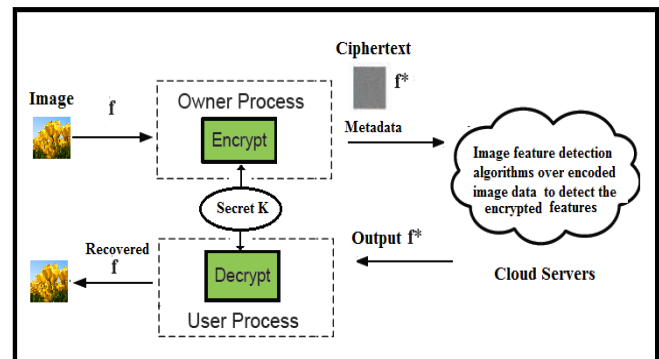 Ciphertext
f*
Image
f
Owner Process
Encrypt
Metadata
Image feature detection
algorithms over encoded
image data to detect the
encrypted features
Secret K
Recovered
f
Decrypt
User Process
Output f*
Cloud Servers